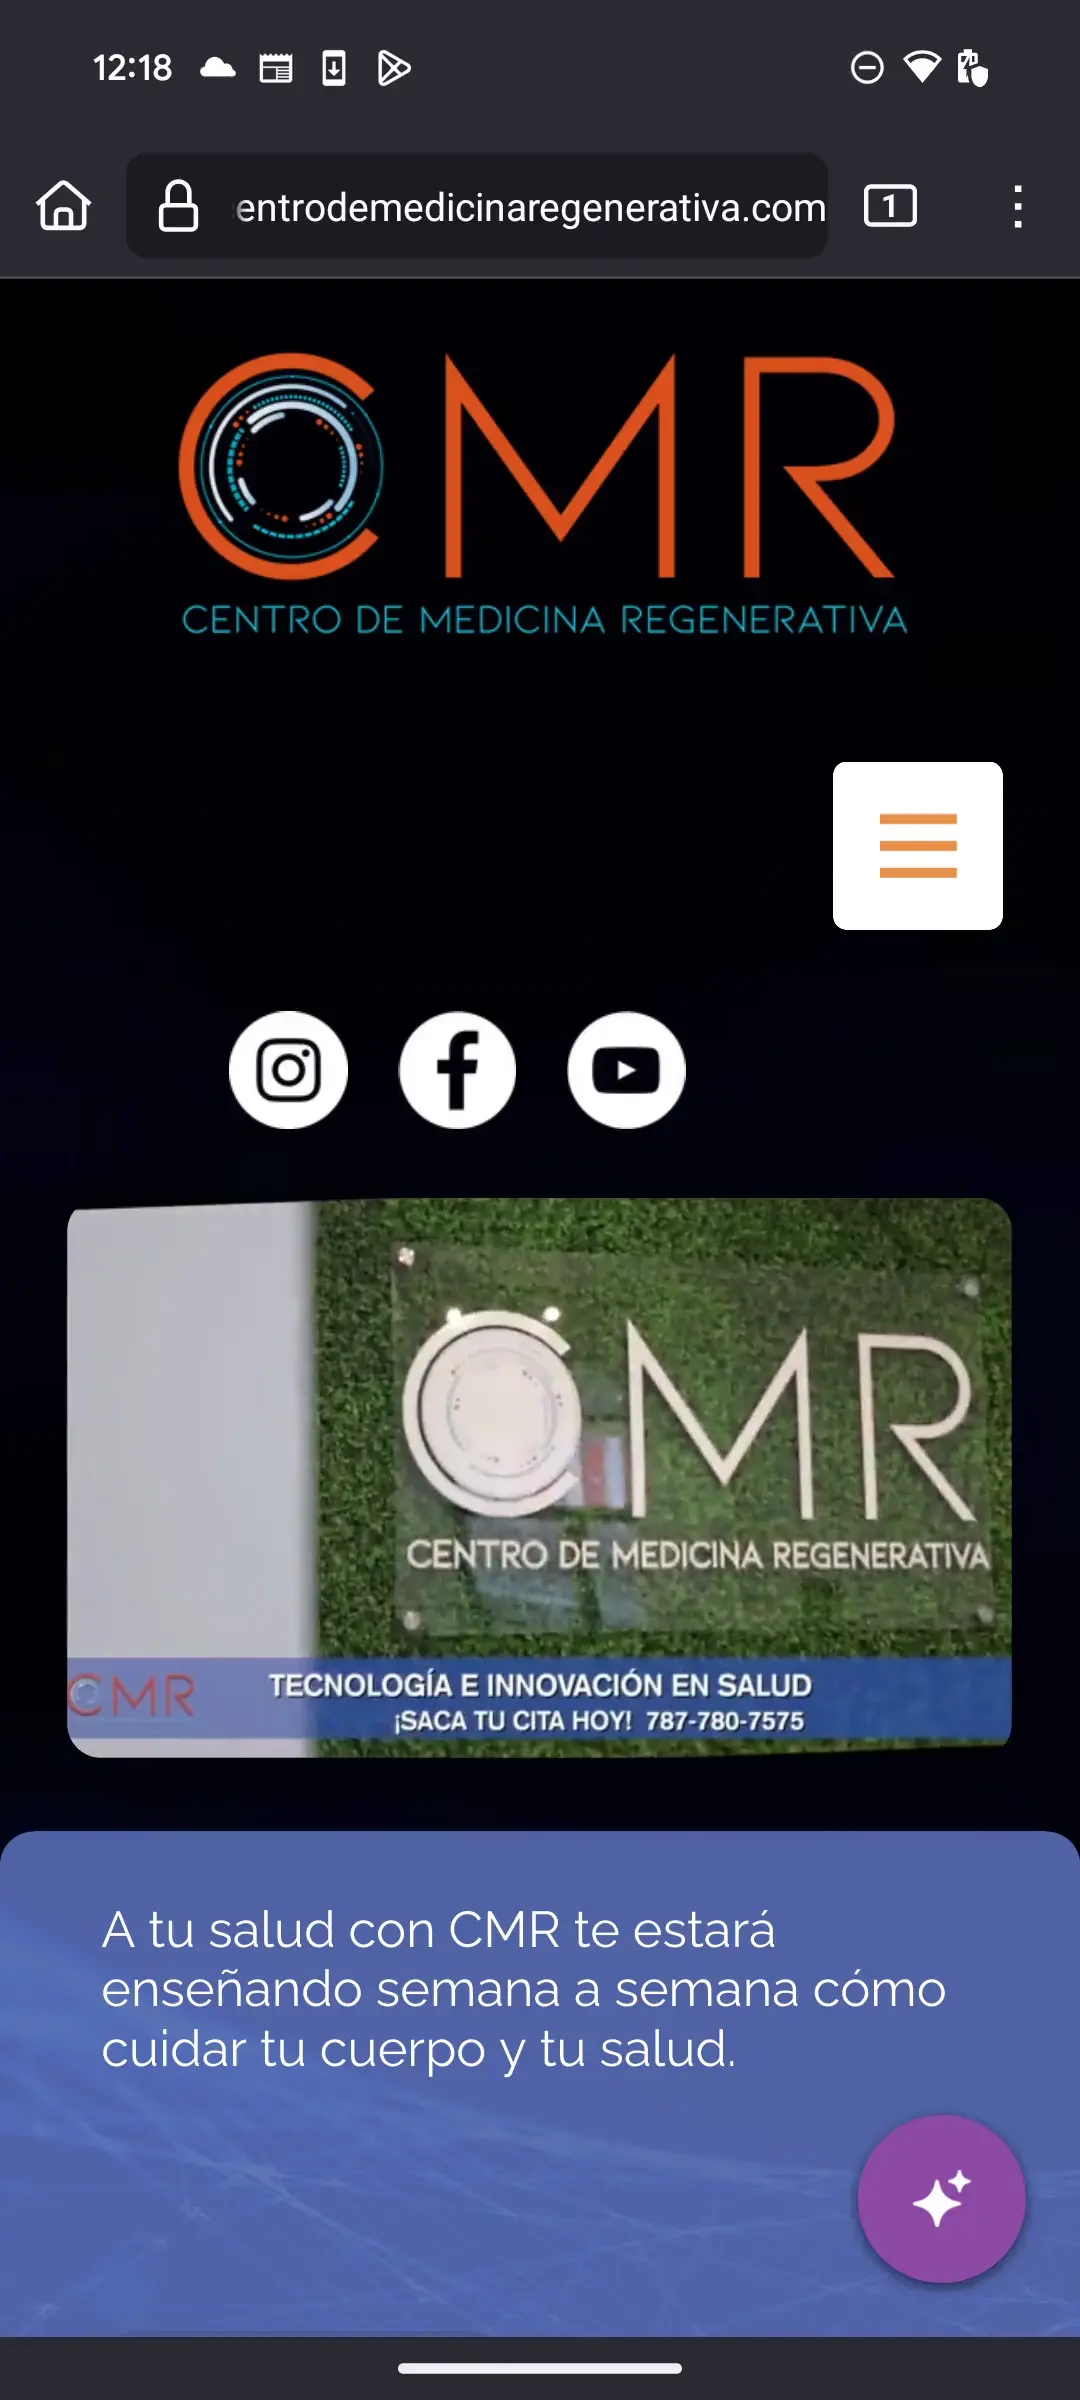 12:18
entrodemedicinaregenerativa.com
1
CMR
CENTRO DE MEDICINA REGENERATIVA
CMR
CENTRO DE MEDICINA REGENERATIVA
CMR
TECNOLOGÍA E INNOVACIÓN EN SALUD
¡SACA TU CITA HOY! 787-780-7575
A tu salud con CMR te estará
enseñando semana a semana cómo
cuidar tu cuerpo y tu salud.